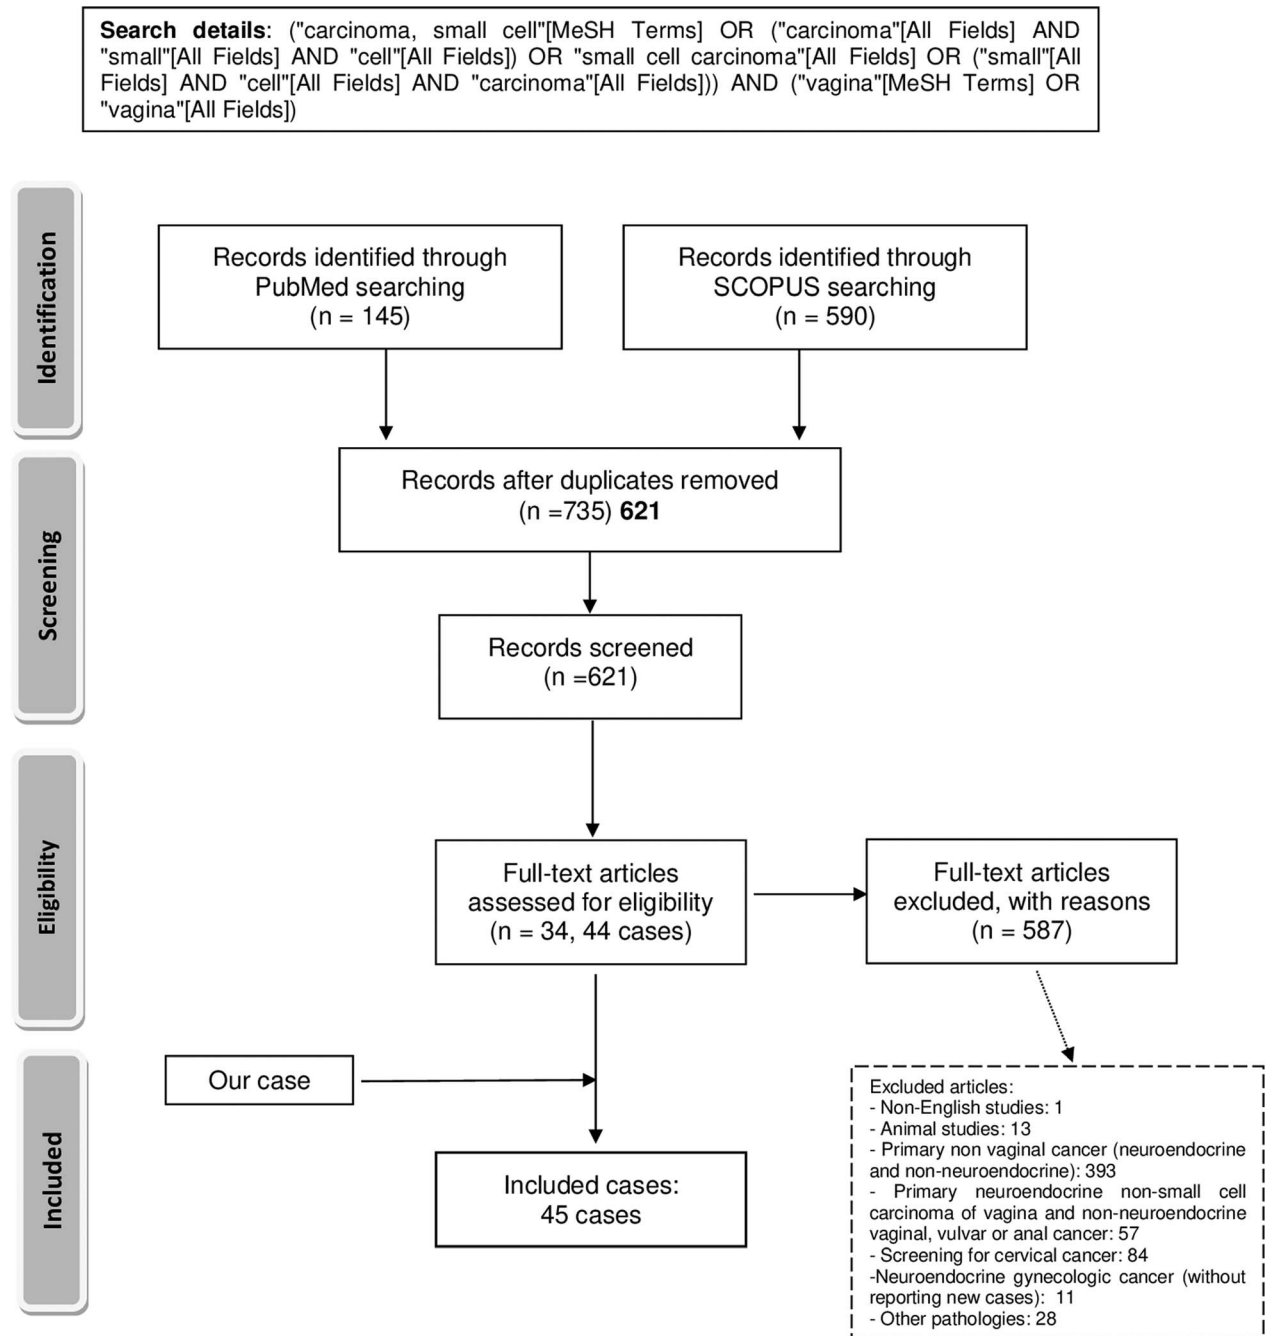 Search details: ("carcinoma, small cell"[MeSH Terms] OR ("carcinoma"[All Fields] AND
"small"[All Fields] AND "cell"[All Fields]) OR "small cell carcinoma"[All Fields] OR ("small"[All
Fields] AND "cell"[All Fields] AND "carcinoma"[All Fields])) AND ("vagina"[MeSH Terms] OR
"vagina"[All Fields])
Identification
Records identified through
PubMed searching
(n = 145)
Records identified through
SCOPUS searching
(n = 590)
Screening
Records after duplicates removed
(n =735) 621
Records screened
(n =621)
Eligibility
Full-text articles
assessed for eligibility
(n = 34, 44 cases)
Full-text articles
excluded, with reasons
(n = 587)
Included
Our case
Included cases:
45 cases
Excluded articles:
- Non-English studies: 1
- Animal studies: 13
- Primary non vaginal cancer (neuroendocrine
and non-neuroendocrine): 393
- Primary neuroendocrine non-small cell
carcinoma of vagina and non-neuroendocrine
vaginal, vulvar or anal cancer: 57
- Screening for cervical cancer: 84
-Neuroendocrine gynecologic cancer (without
reporting new cases): 11
- Other pathologies: 28